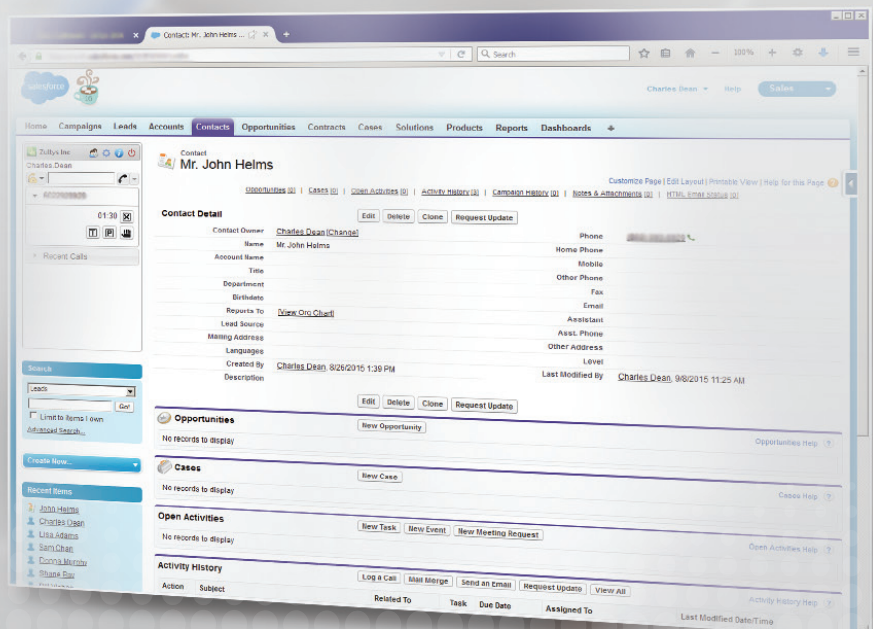 Contact: Mr. John Helms ...
Search
100%
salesforce
Charles Dean
Help
Sales
Home Campaigns Leads Accounts Contacts Opportunities Contracts Cases Solutions Products Reports Dashboards +
Zultys Inc
Charles.Dean
01:30
T P
Recent Calls
Contact
Mr. John Helms
Customize Page | Edit Layout | Printable View | Help for this Page
Opportunities [0] | Cases [0] | Open Activities [0] | Activity History [3] | Campaign History [0] | Notes & Attachments [0] | HTML Email Status [0]
Contact Detail
Edit Delete Clone Request Update
Contact Owner Charles Dean [Change]
Name Mr. John Helms
Account Name
Title
Department
Birthdate
Reports To [View Org Chart]
Lead Source
Mailing Address
Languages
Created By Charles Dean, 8/26/2015 1:39 PM
Description
Phone
Home Phone
Mobile
Other Phone
Fax
Email
Assistant
Asst. Phone
Other Address
Level
Last Modified By Charles Dean, 9/8/2015 11:25 AM
Edit Delete Clone Request Update
Search
Leads
Go!
Limit to items I own
Advanced Search...
Create New...
Recent Items
John Helms
Charles Dean
Lisa Adams
Sam Chan
Donna Murphy
Shane Ray
Opportunities
New Opportunity
Opportunities Help ?
No records to display
Cases
New Case
Cases Help ?
No records to display
Open Activities
New Task New Event New Meeting Request
Open Activities Help ?
No records to display
Activity History
Log a Call Mail Merge Send an Email Request Update View All
Activity History Help ?
Action Subject Related To Task Due Date Assigned To Last Modified Date/Time